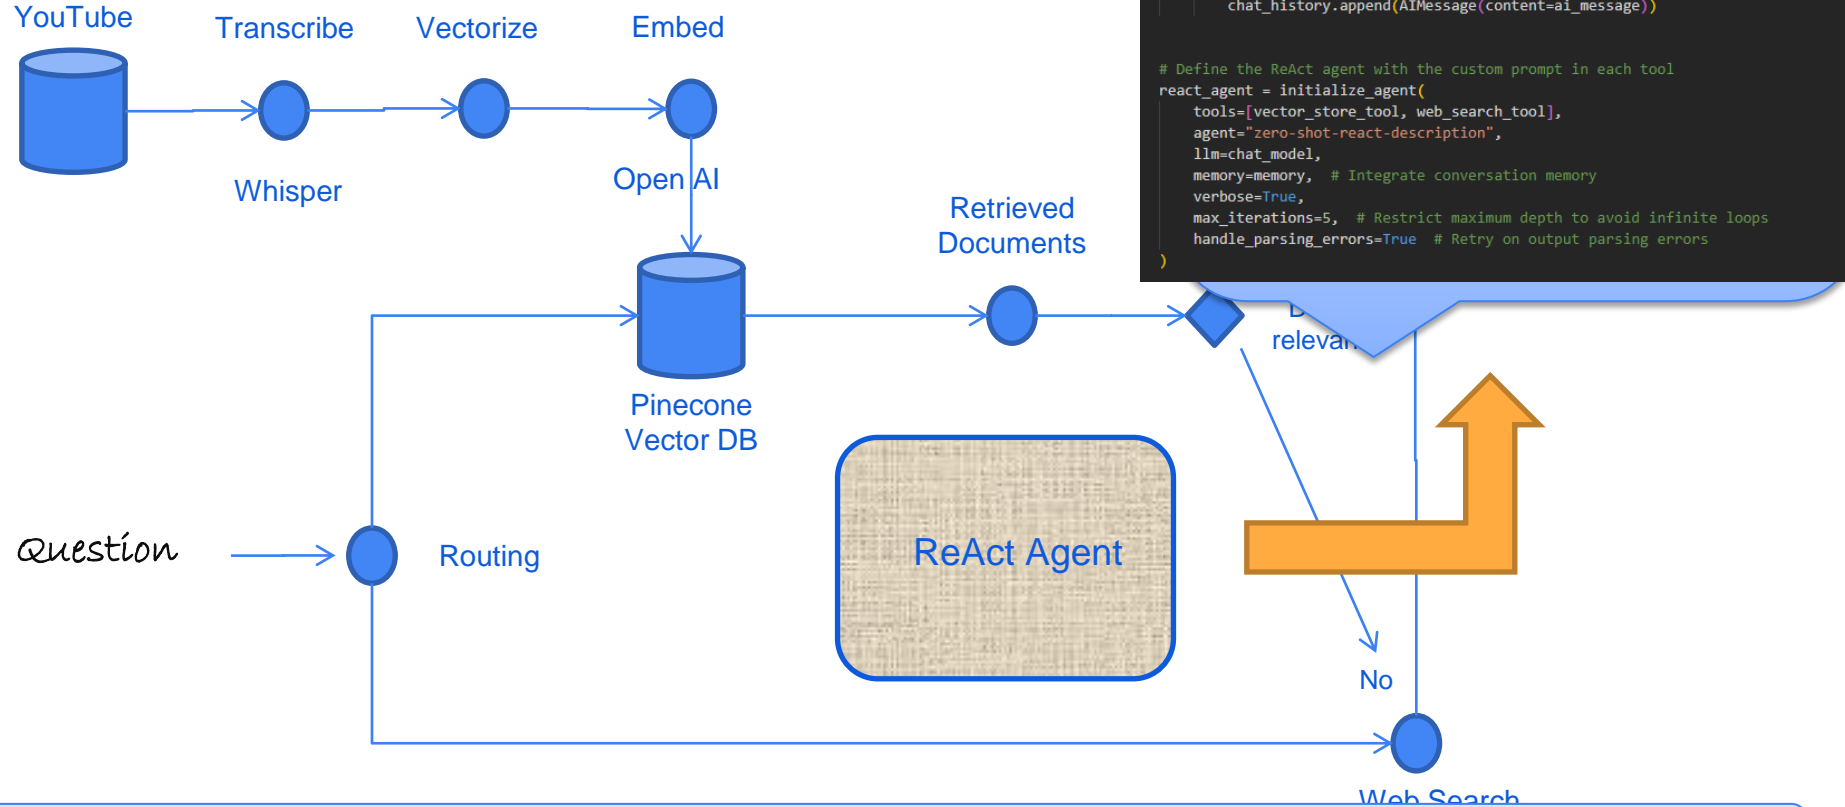 YouTube
Transcribe
Vectorize
Embed
Whisper
Open AI
chat_history.append(AIMessage(content=ai_message))
# Define the ReAct agent with the custom prompt in each tool
react_agent = initialize_agent(
tools=[vector_store_tool, web_search_tool],
agent="zero-shot-react-description",
llm=chat_model,
memory=memory,  # Integrate conversation memory
verbose=True,
max_iterations=5,  # Restrict maximum depth to avoid infinite loops
handle_parsing_errors=True  # Retry on output parsing errors
)
Retrieved
Documents
Pinecone
Vector DB
Question
Routing
ReAct Agent
No
Web Search